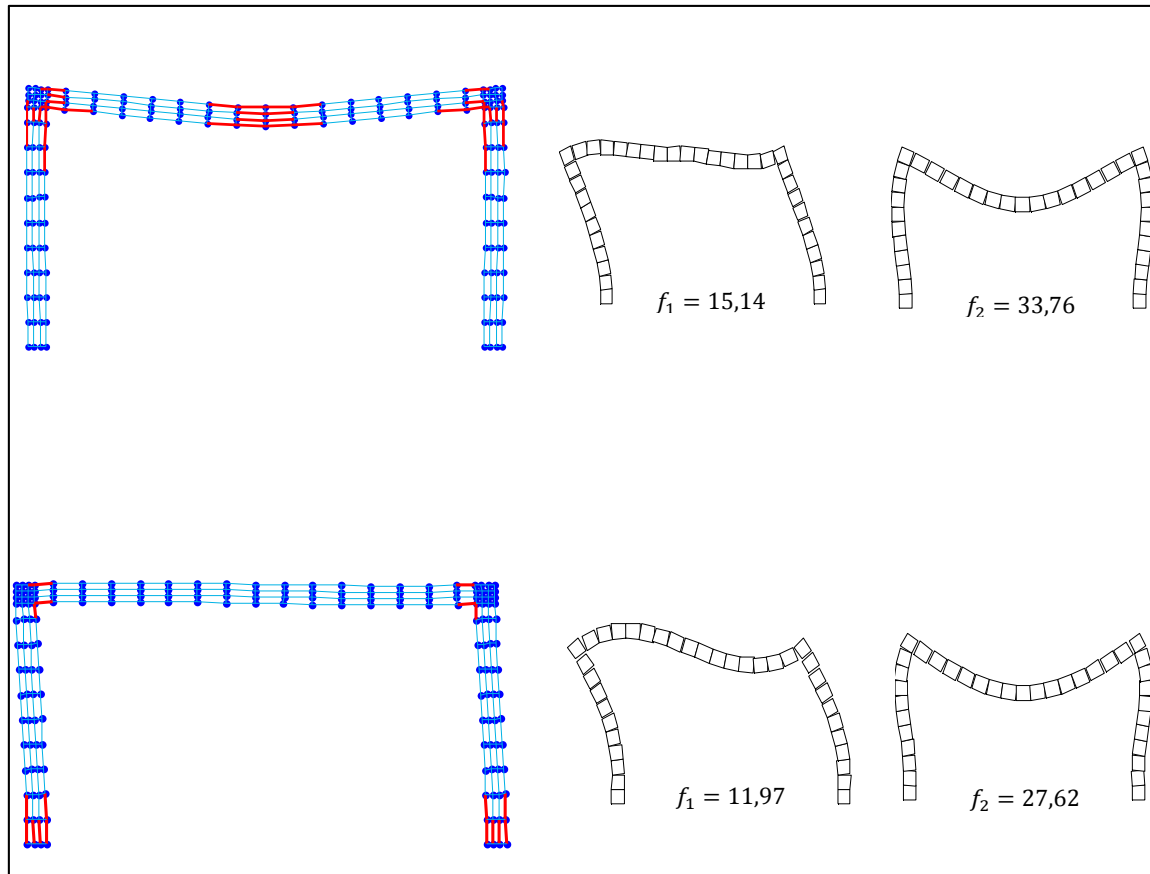 𝑓₁ = 15,14
𝑓₂ = 33,76
𝑓₁ = 11,97
𝑓₂ = 27,62